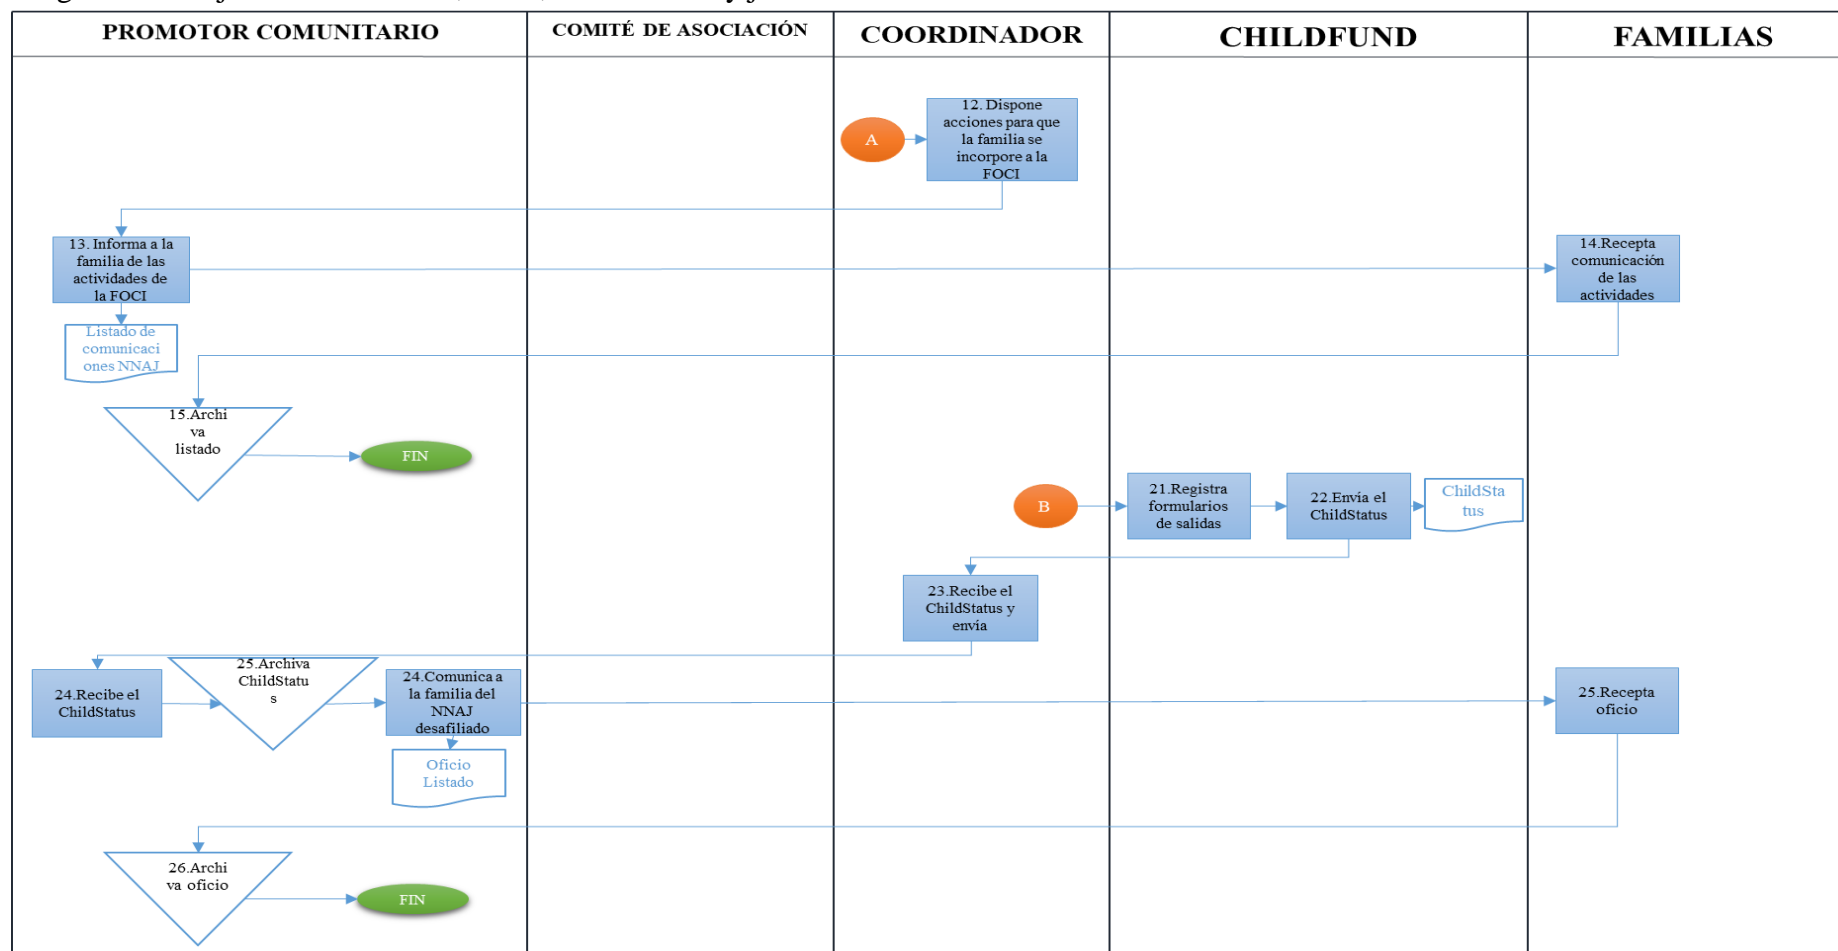 PROMOTOR COMUNITARIO
COMITÉ DE ASOCIACIÓN
COORDINADOR
CHILDFUND
FAMILIAS
A
12. Dispone
acciones para que
la familia se
incorpore a la
FOCI
13. Informa a la
familia de las
actividades de
la FOCI
14.Recepta
comunicación
de las
actividades
Listado de
comunicaci
ones NNAJ
15.Archi
va
listado
FIN
B
21.Registra
formularios
de salidas
22.Envía el
ChildStatus
ChildSta
tus
23.Recibe el
ChildStatus y
envía
24.Recibe el
ChildStatus
25.Archiva
ChildStatu
s
24.Comunica a
la familia del
NNAJ
desafiliado
25.Recepta
oficio
Oficio
Listado
26.Archi
va oficio
FIN